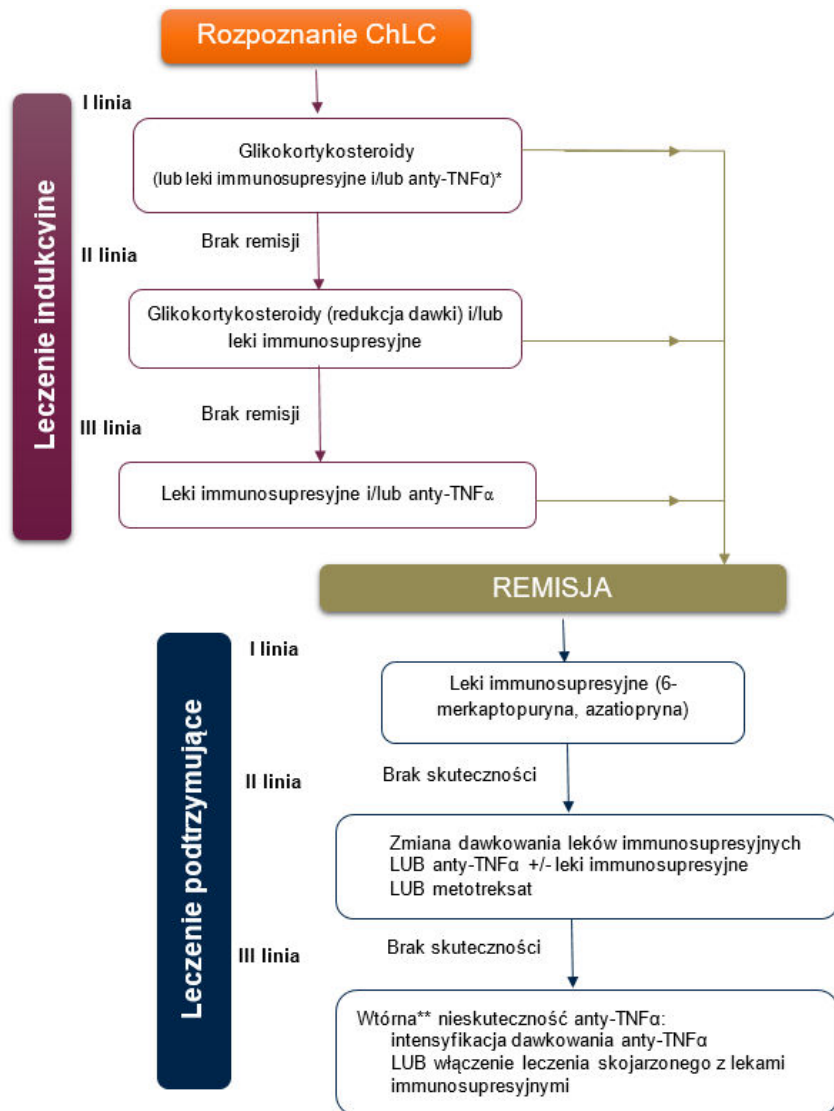 Rozpoznanie ChLC
Leczenie indukcyjne
I linia
Glikokortykosteroidy
(lub leki immunosupresyjne i/lub anty-TNFα)*
Brak remisji
II linia
Glikokortykosteroidy (redukcja dawki) i/lub
leki immunosupresyjne
Brak remisji
III linia
Leki immunosupresyjne i/lub anty-TNFα
REMISJA
Leczenie podtrzymujące
I linia
Leki immunosupresyjne (6-
merkaptopuryna, azatiopryna)
Brak skuteczności
II linia
Zmiana dawkowania leków immunosupresyjnych
LUB anty-TNFα +/- leki immunosupresyjne
LUB metotreksat
Brak skuteczności
III linia
Wtórna** nieskuteczność anty-TNFα:
intensyfikacja dawkowania anty-TNFα
LUB włączenie leczenia skojarzonego z lekami
immunosupresyjnymi